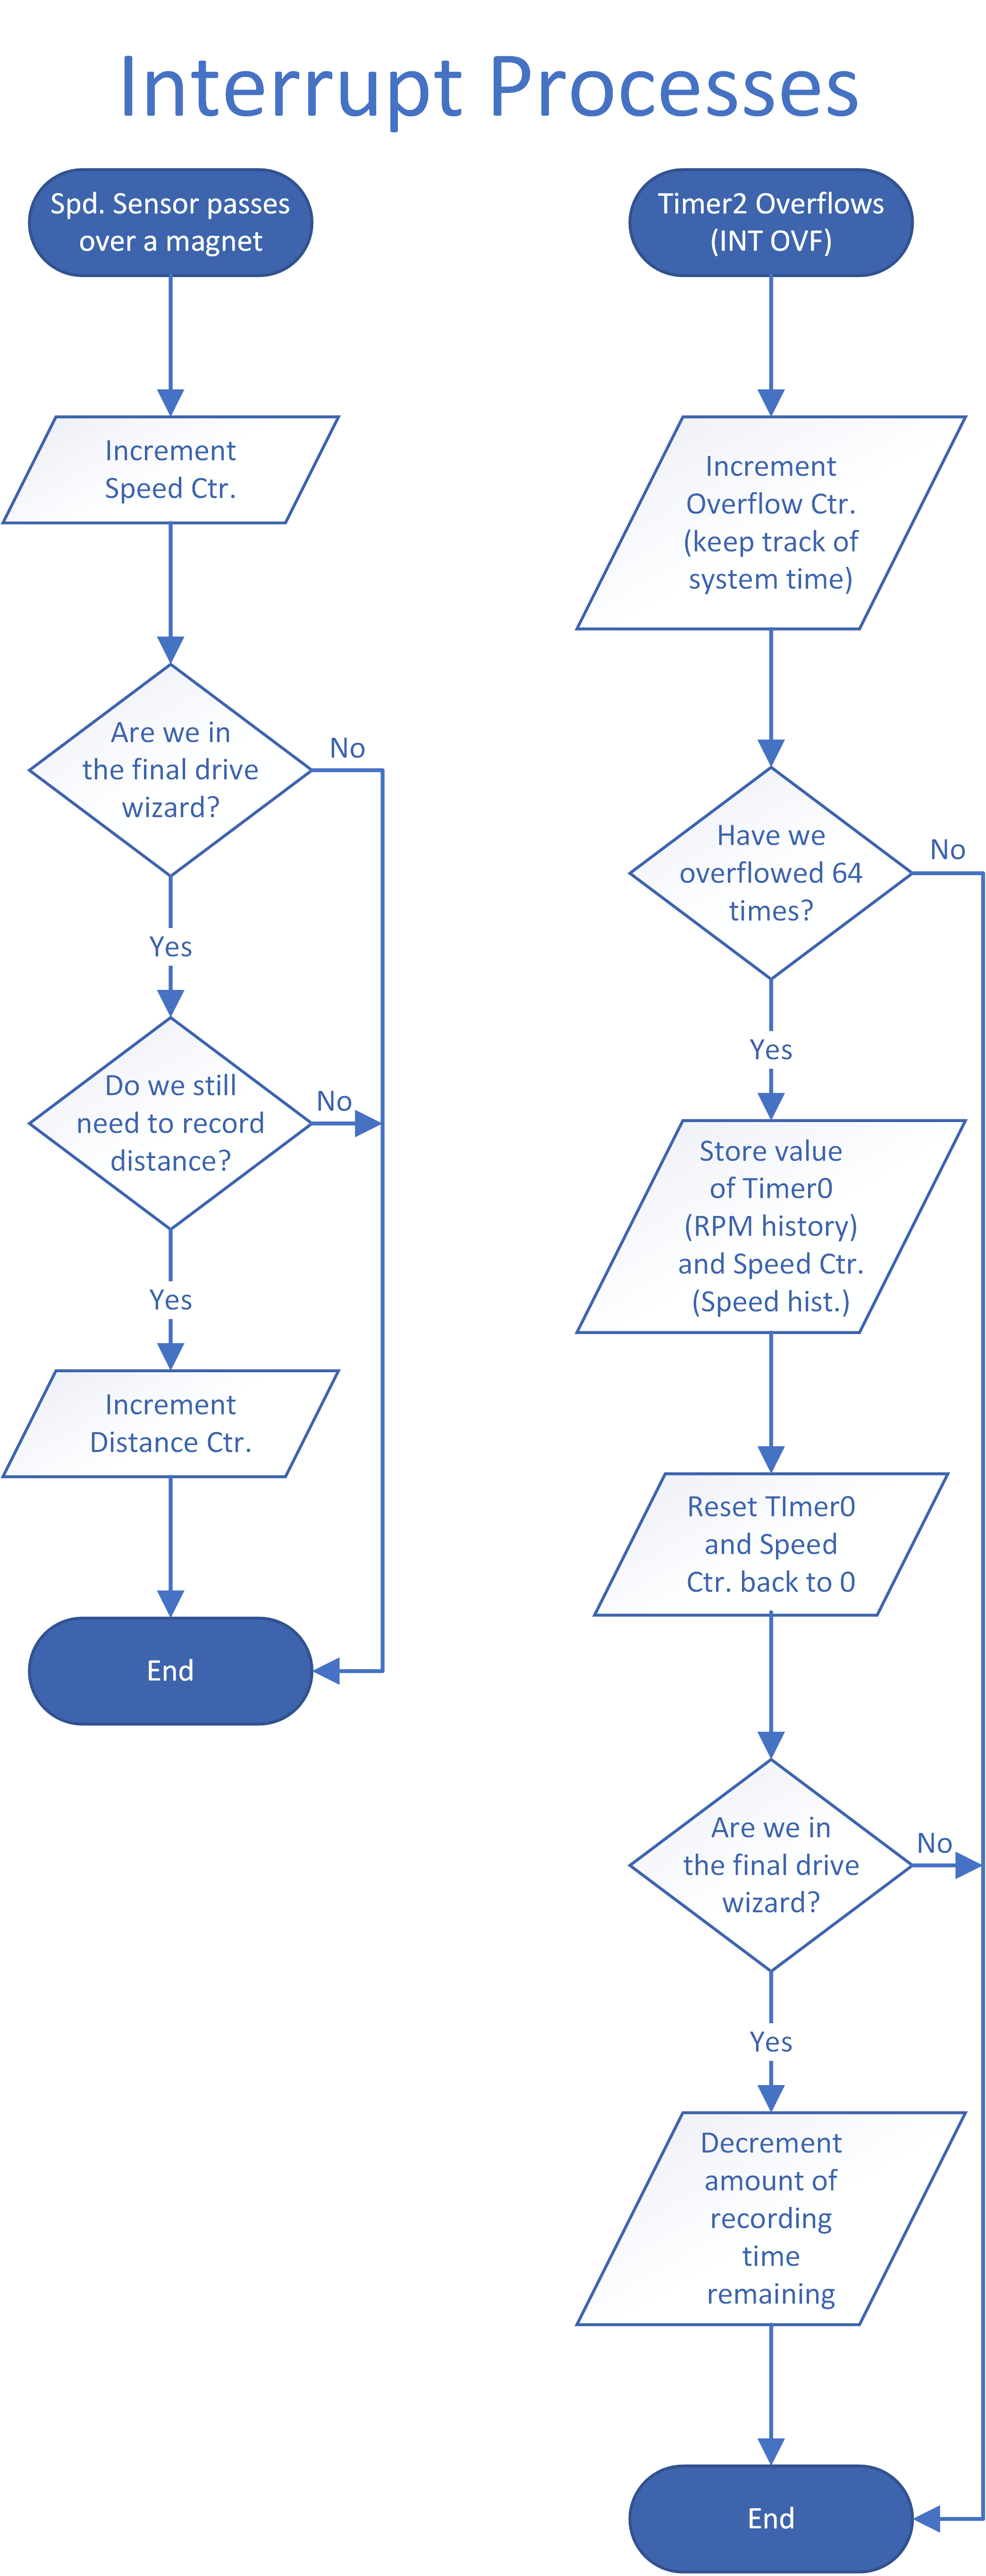 Interrupt Processes
Spd. Sensor passes
over a magnet
Increment
Speed Ctr.
Are we in
the final drive
wizard?
No
Yes
Do we still
need to record
distance?
No
Yes
Increment
Distance Ctr.
End
Timer2 Overflows
(INT OVF)
Increment
Overflow Ctr.
(keep track of
system time)
Have we
overflowed 64
times?
No
Yes
Store value
of Timer0
(RPM history)
and Speed Ctr.
(Speed hist.)
Reset TImer0
and Speed
Ctr. back to 0
Are we in
the final drive
wizard?
No
Yes
Decrement
amount of
recording
time
remaining
End